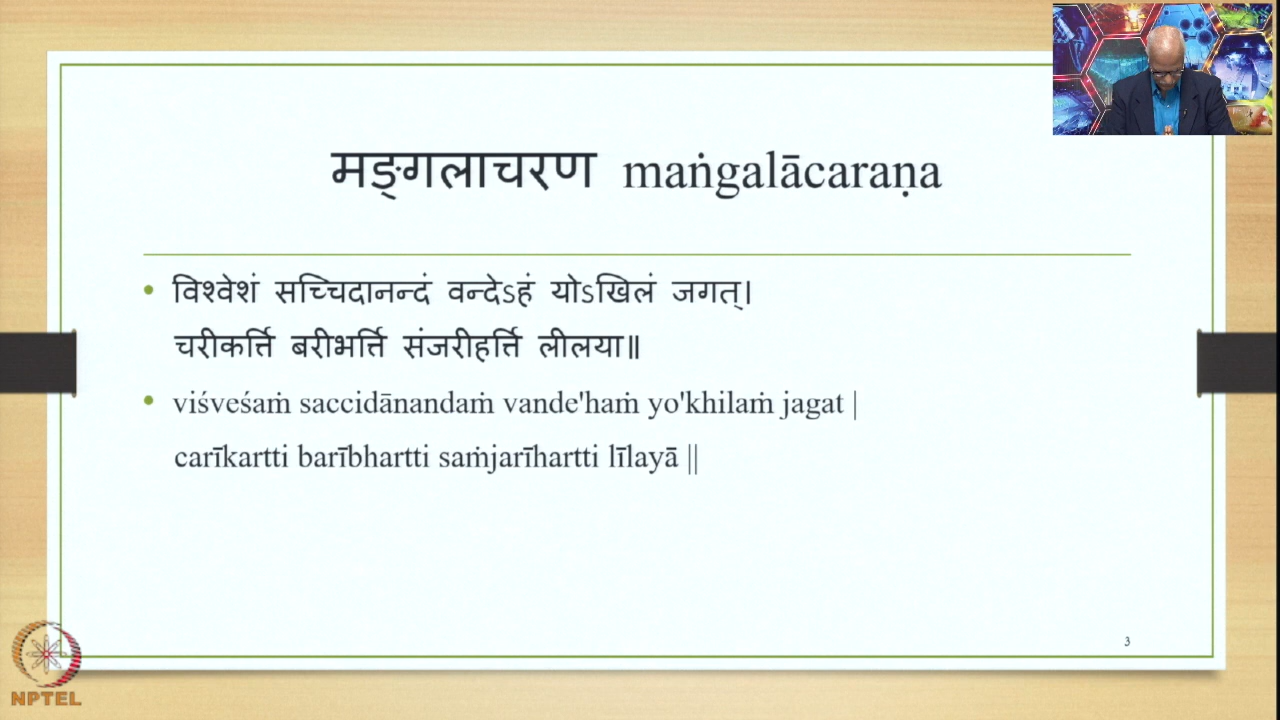 मङ्गलाचरण maṅgalācaraṇa
• विश्वेशं सच्चिदानन्दं वन्देऽहं योऽखिलं जगत्।
चरीकर्त्ति बरीभर्त्ति संजरीहर्त्ति लीलया॥
• viśveśaṁ saccidānandaṁ vande'haṁ yo'khilaṁ jagat |
carīkartti barībhartti saṁjarīhartti līlayā ||
3
NPTEL